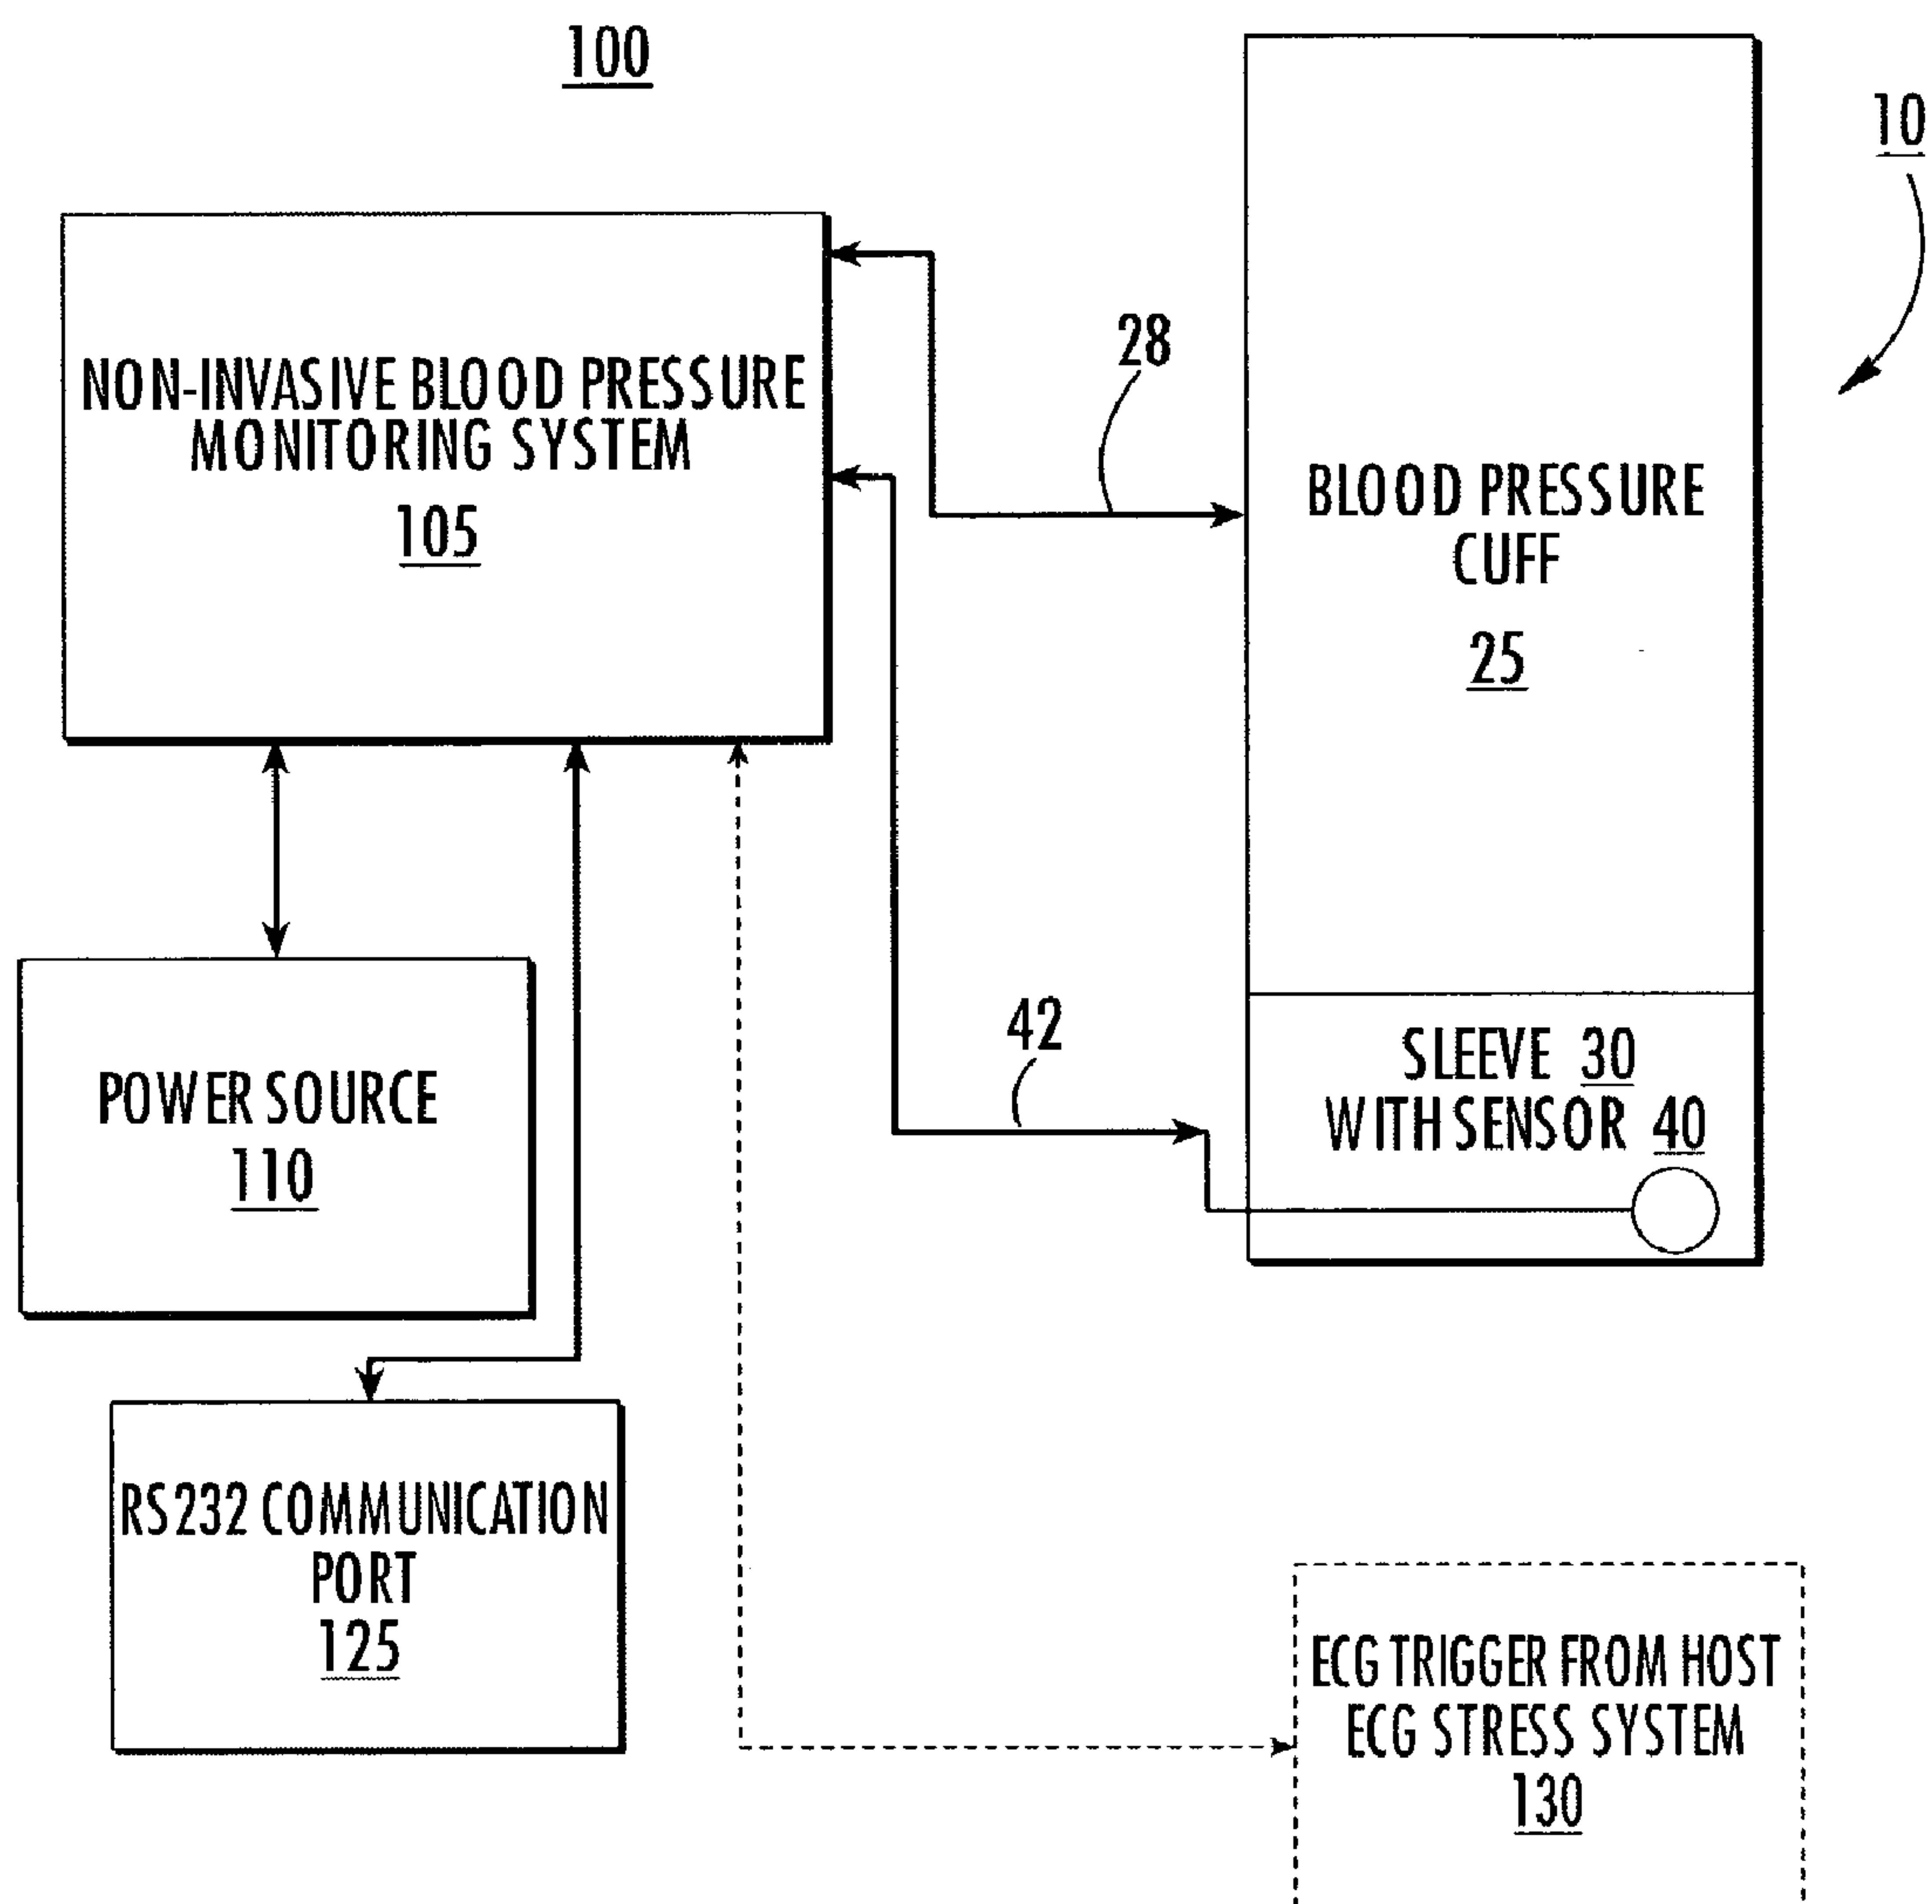 100
10
NON-INVASIVE BLOOD PRESSURE
MONITORING SYSTEM
105
28
BLOOD PRESSURE
CUFF
25
42
SLEEVE 30
WITH SENSOR 40
POWER SOURCE
110
RS232 COMMUNICATION
PORT
125
ECG TRIGGER FROM HOST
ECG STRESS SYSTEM
130